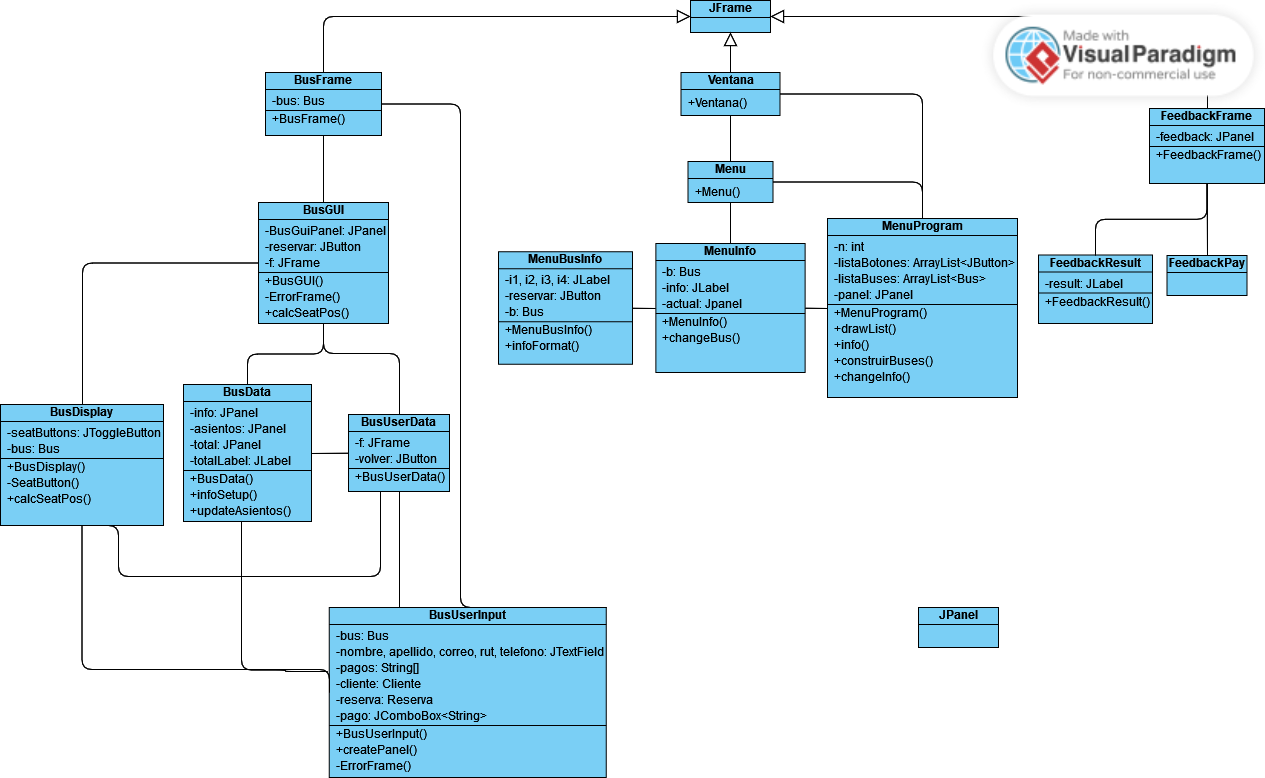 JFrame
Made with
Visual Paradigm
For non-commercial use
BusFrame
-bus: Bus
+BusFrame()
Ventana
+Ventana()
FeedbackFrame
-feedback: JPanel
+FeedbackFrame()
Menu
+Menu()
BusGUI
-BusGuiPanel: JPanel
-reservar: JButton
-f: JFrame
+BusGUI()
-ErrorFrame()
+calcSeatPos()
MenuBusInfo
-i1, i2, i3, i4: JLabel
-reservar: JButton
-b: Bus
+MenuBusInfo()
+infoFormat()
MenuInfo
-b: Bus
-info: JLabel
-actual: Jpanel
+MenuInfo()
+changeBus()
MenuProgram
-n: int
-listaBotones: ArrayList<JButton>
-listaBuses: ArrayList<Bus>
-panel: JPanel
+MenuProgram()
+drawList()
+info()
+construirBuses()
+changeInfo()
FeedbackResult
-result: JLabel
+FeedbackResult()
FeedbackPay
BusDisplay
-seatButtons: JToggleButton
-bus: Bus
+BusDisplay()
-SeatButton()
+calcSeatPos()
BusData
-info: JPanel
-asientos: JPanel
-total: JPanel
-totalLabel: JLabel
+BusData()
+infoSetup()
+updateAsientos()
BusUserData
-f: JFrame
-volver: JButton
+BusUserData()
BusUserInput
-bus: Bus
-nombre, apellido, correo, rut, telefono: JTextField
-pagos: String[]
-cliente: Cliente
-reserva: Reserva
-pago: JComboBox<String>
+BusUserInput()
+createPanel()
-ErrorFrame()
JPanel